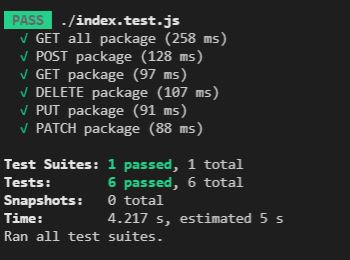 PASS ./index.test.js
√ GET all package (258 ms)
√ POST package (128 ms)
√ GET package (97 ms)
√ DELETE package (107 ms)
√ PUT package (91 ms)
√ PATCH package (88 ms)
Test Suites: 1 passed, 1 total
Tests: 6 passed, 6 total
Snapshots: 0 total
Time: 4.217 s, estimated 5 s
Ran all test suites.